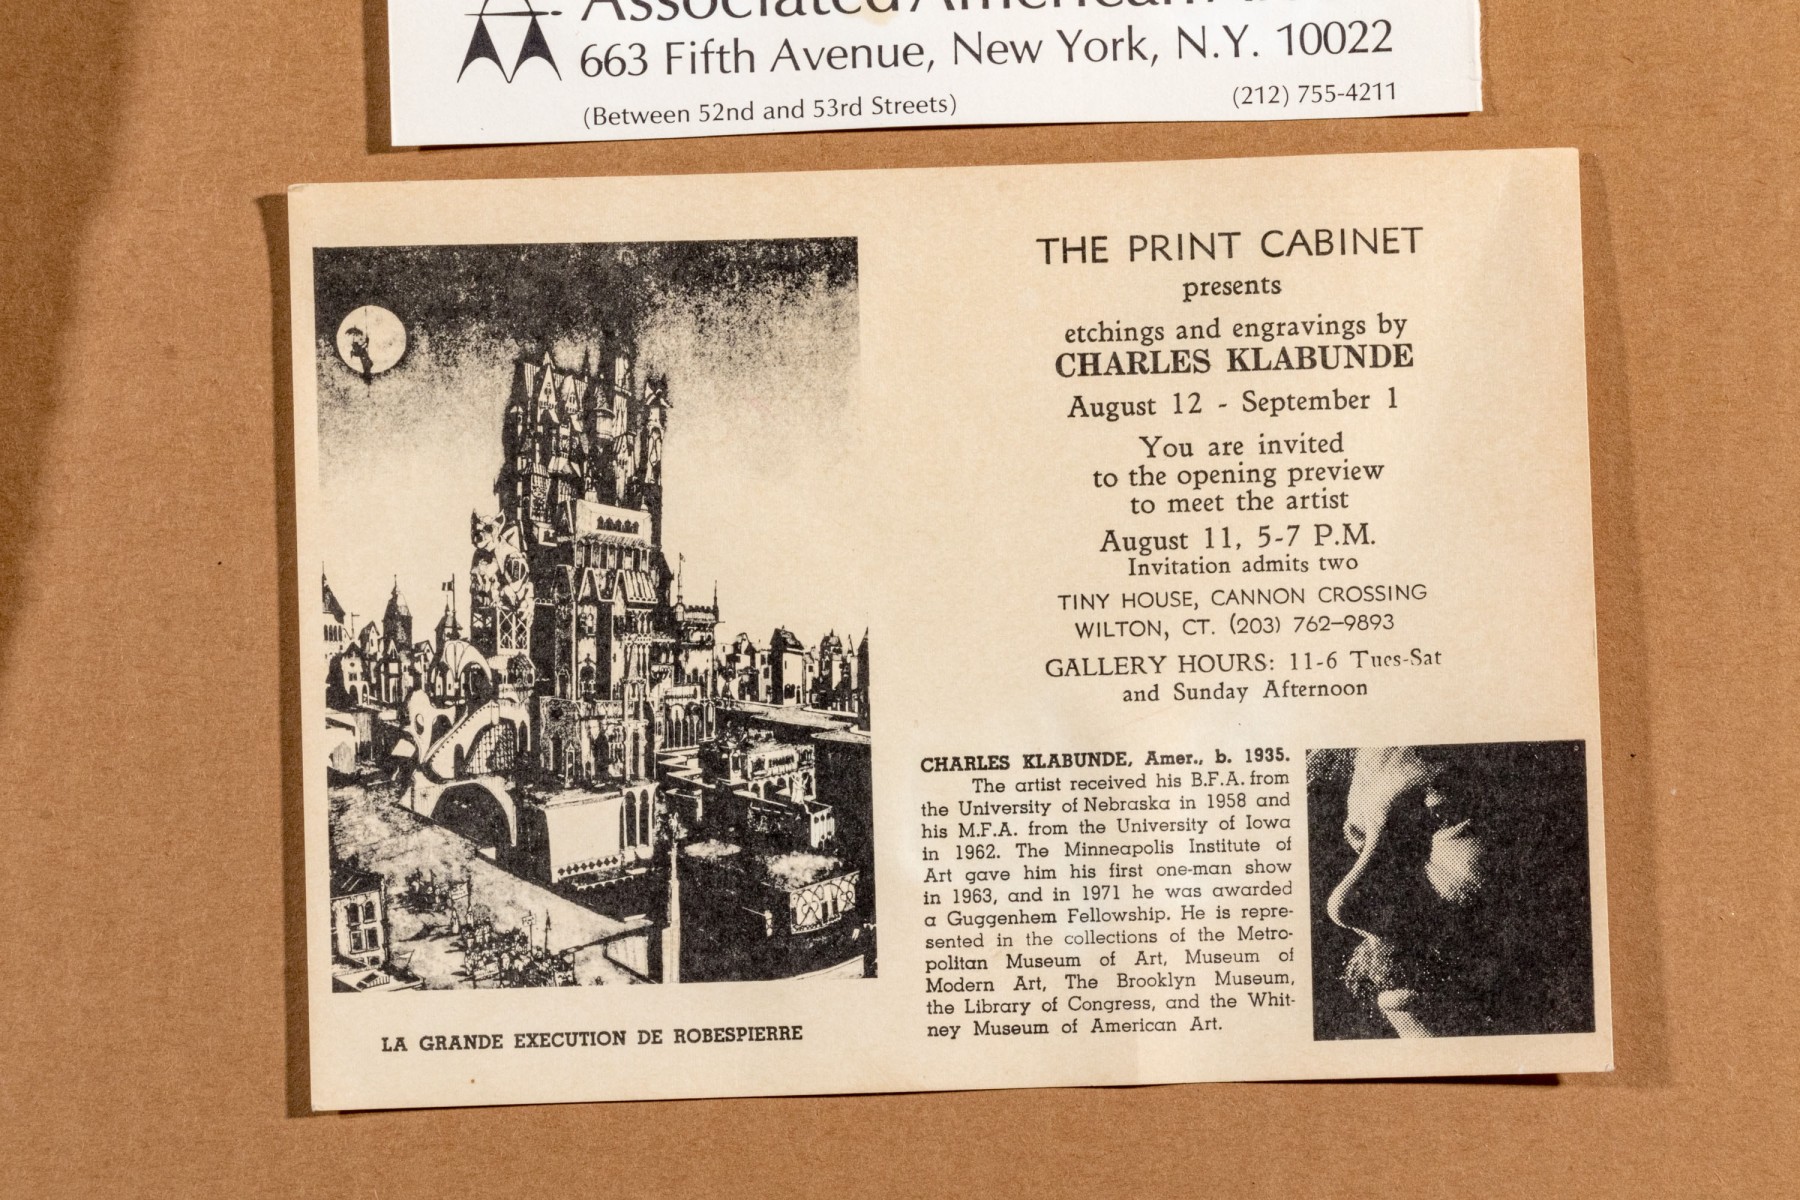 Associated American
663 Fifth Avenue, New York, N.Y. 10022
(Between 52nd and 53rd Streets)
(212) 755-4211
THE PRINT CABINET
presents
etchings and engravings by
CHARLES KLABUNDE
August 12 - September 1
You are invited
to the opening preview
to meet the artist
August 11, 5-7 P.M.
Invitation admits two
TINY HOUSE, CANNON CROSSING
WILTON, CT. (203) 762-9893
GALLERY HOURS: 11-6 Tues-Sat
and Sunday Afternoon
CHARLES KLABUNDE, Amer., b. 1935.
The artist received his B.F.A. from
the University of Nebraska in 1958 and
his M.F.A. from the University of Iowa
in 1962. The Minneapolis Institute of
Art gave him his first one-man show
in 1963, and in 1971 he was awarded
a Guggenhem Fellowship. He is repre-
sented in the collections of the Metro-
politan Museum of Art, Museum of
Modern Art, The Brooklyn Museum,
the Library of Congress, and the Whit-
ney Museum of American Art.
LA GRANDE EXECUTION DE ROBESPIERRE